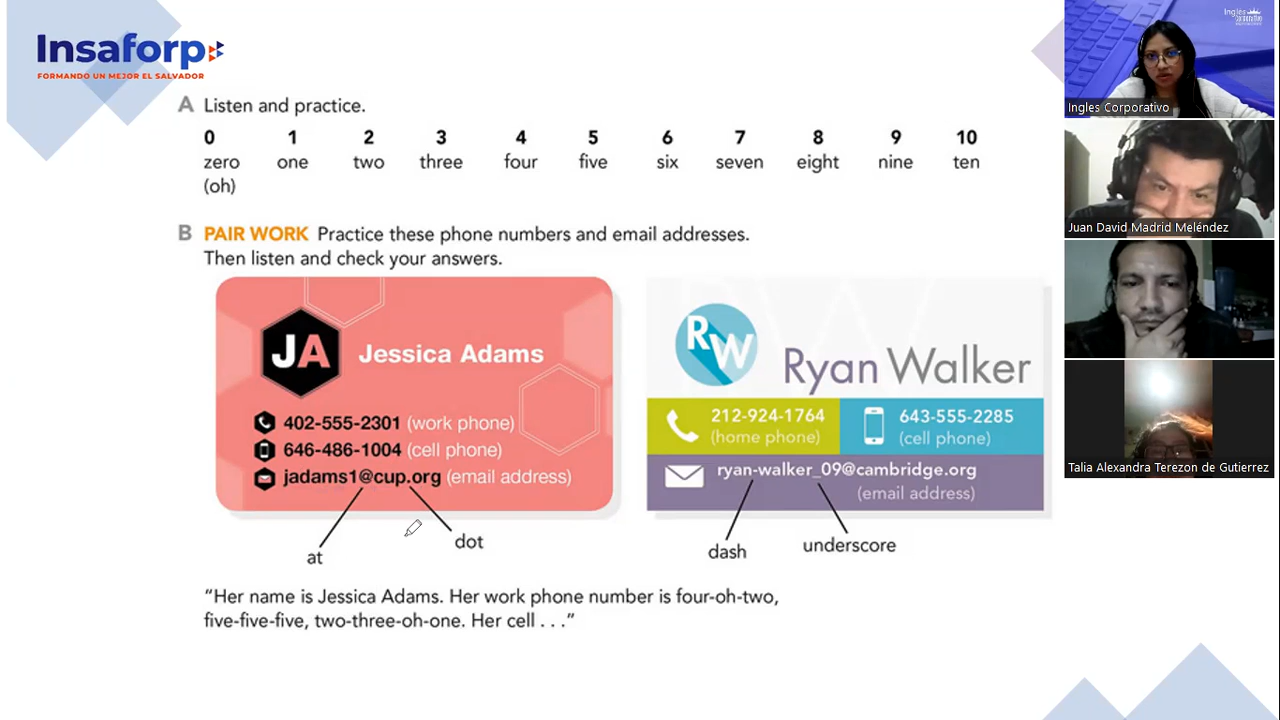 Insaforp
FORMANDO UN MEJOR EL SALVADOR
A Listen and practice.
0 1 2 3 4 5 6 7 8 9 10
zero one two three four five six seven eight nine ten
(oh)
B PAIR WORK Practice these phone numbers and email addresses.
Then listen and check your answers.
JA Jessica Adams
402-555-2301 (work phone)
646-486-1004 (cell phone)
jadams1@cup.org (email address)
at
dot
RW Ryan Walker
212-924-1764
(home phone)
643-555-2285
(cell phone)
ryan-walker_09@cambridge.org
(email address)
dash
underscore
"Her name is Jessica Adams. Her work phone number is four-oh-two,
five-five-five, two-three-oh-one. Her cell . . ."
Ingles Corporativo
Juan David Madrid Meléndez
Talia Alexandra Terezon de Gutierrez